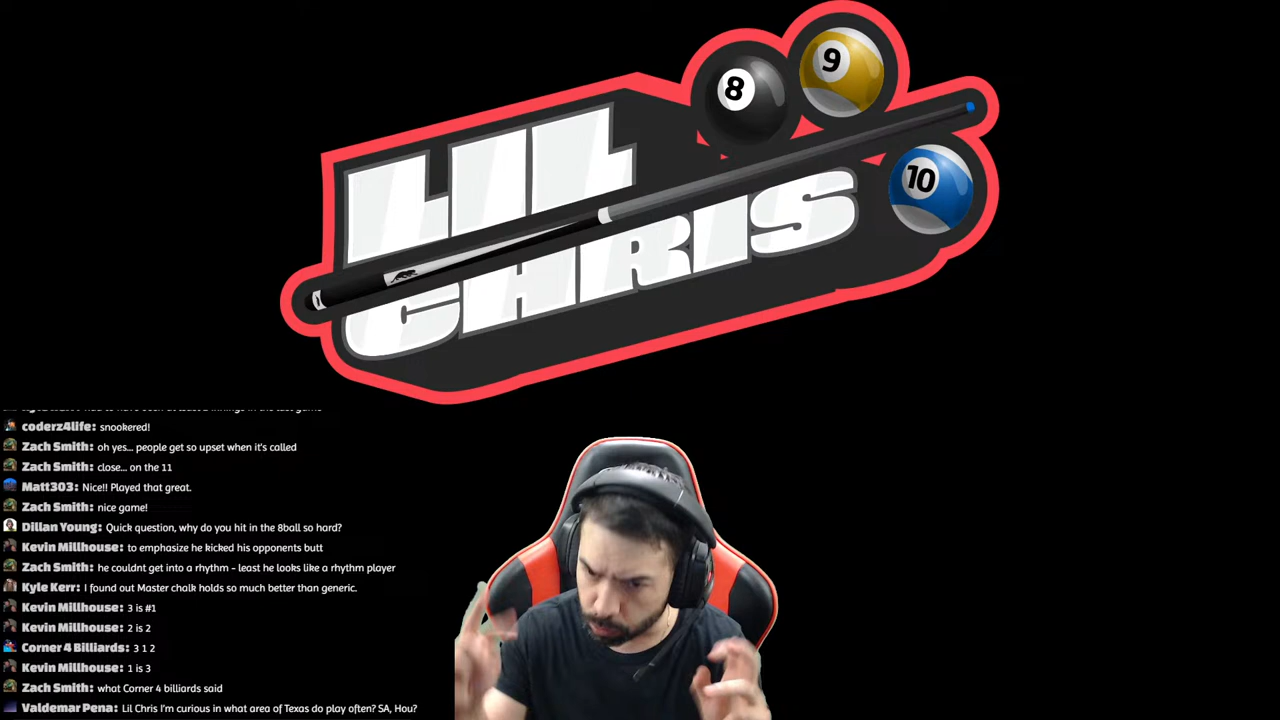 8
9
10
LIL
CHRIS
coderz4life: snookered!
Zach Smith: oh yes... people get so upset when it's called
Zach Smith: close... on the 11
Matt303: Nice!! Played that great.
Zach Smith: nice game!
Dillan Young: Quick question, why do you hit in the 8ball so hard?
Kevin Millhouse: to emphasize he kicked his opponents butt
Zach Smith: he couldnt get into a rhythm - least he looks like a rhythm player
Kyle Kerr: I found out Master chalk holds so much better than generic.
Kevin Millhouse: 3 is #1
Kevin Millhouse: 2 is 2
Corner 4 Billiards: 3 1 2
Kevin Millhouse: 1 is 3
Zach Smith: what Corner 4 billiards said
Valdemar Pena: Lil Chris I'm curious in what area of Texas do play often? SA, Hou?